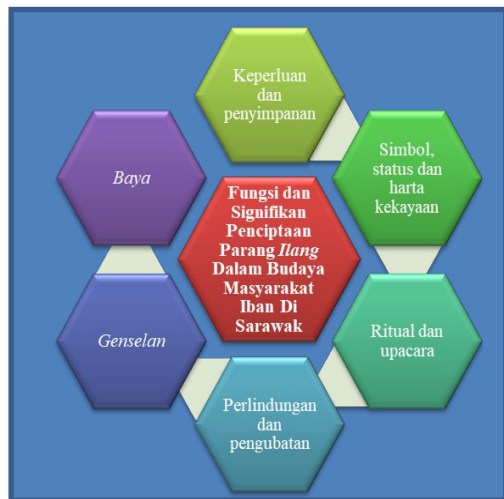 Keperluan
dan
penyimpanan
Simbol,
status dan
harta
kekayaan
Ritual dan
upacara
Perlindungan
dan
pengubatan
Genselan
Baya
Fungsi dan
Signifikan
Penciptaan
Parang Ilang
Dalam Budaya
Masyarakat
Iban Di
Sarawak